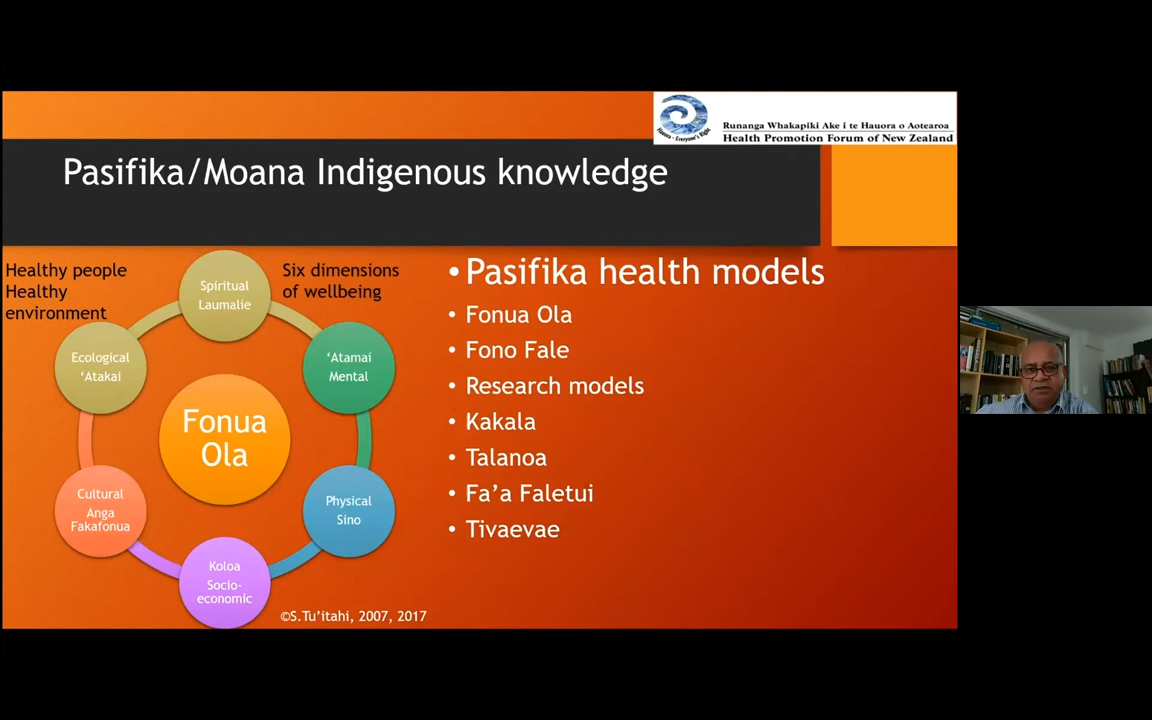 Runanga Whakapiki Ake i te Hauora o Aotearoa
Hauora - Everyone's Right
Health Promotion Forum of New Zealand
Pasifika/Moana Indigenous knowledge
Healthy people
Healthy
environment
Six dimensions
of wellbeing
Spiritual
Laumalie
‘Atamai
Mental
Physical
Sino
Koloa
Socio-
economic
Cultural
Anga
Fakafonua
Ecological
‘Atakai
Fonua
Ola
©S.Tu’itahi, 2007, 2017
• Pasifika health models
• Fonua Ola
• Fono Fale
• Research models
• Kakala
• Talanoa
• Fa’a Faletui
• Tivaevae